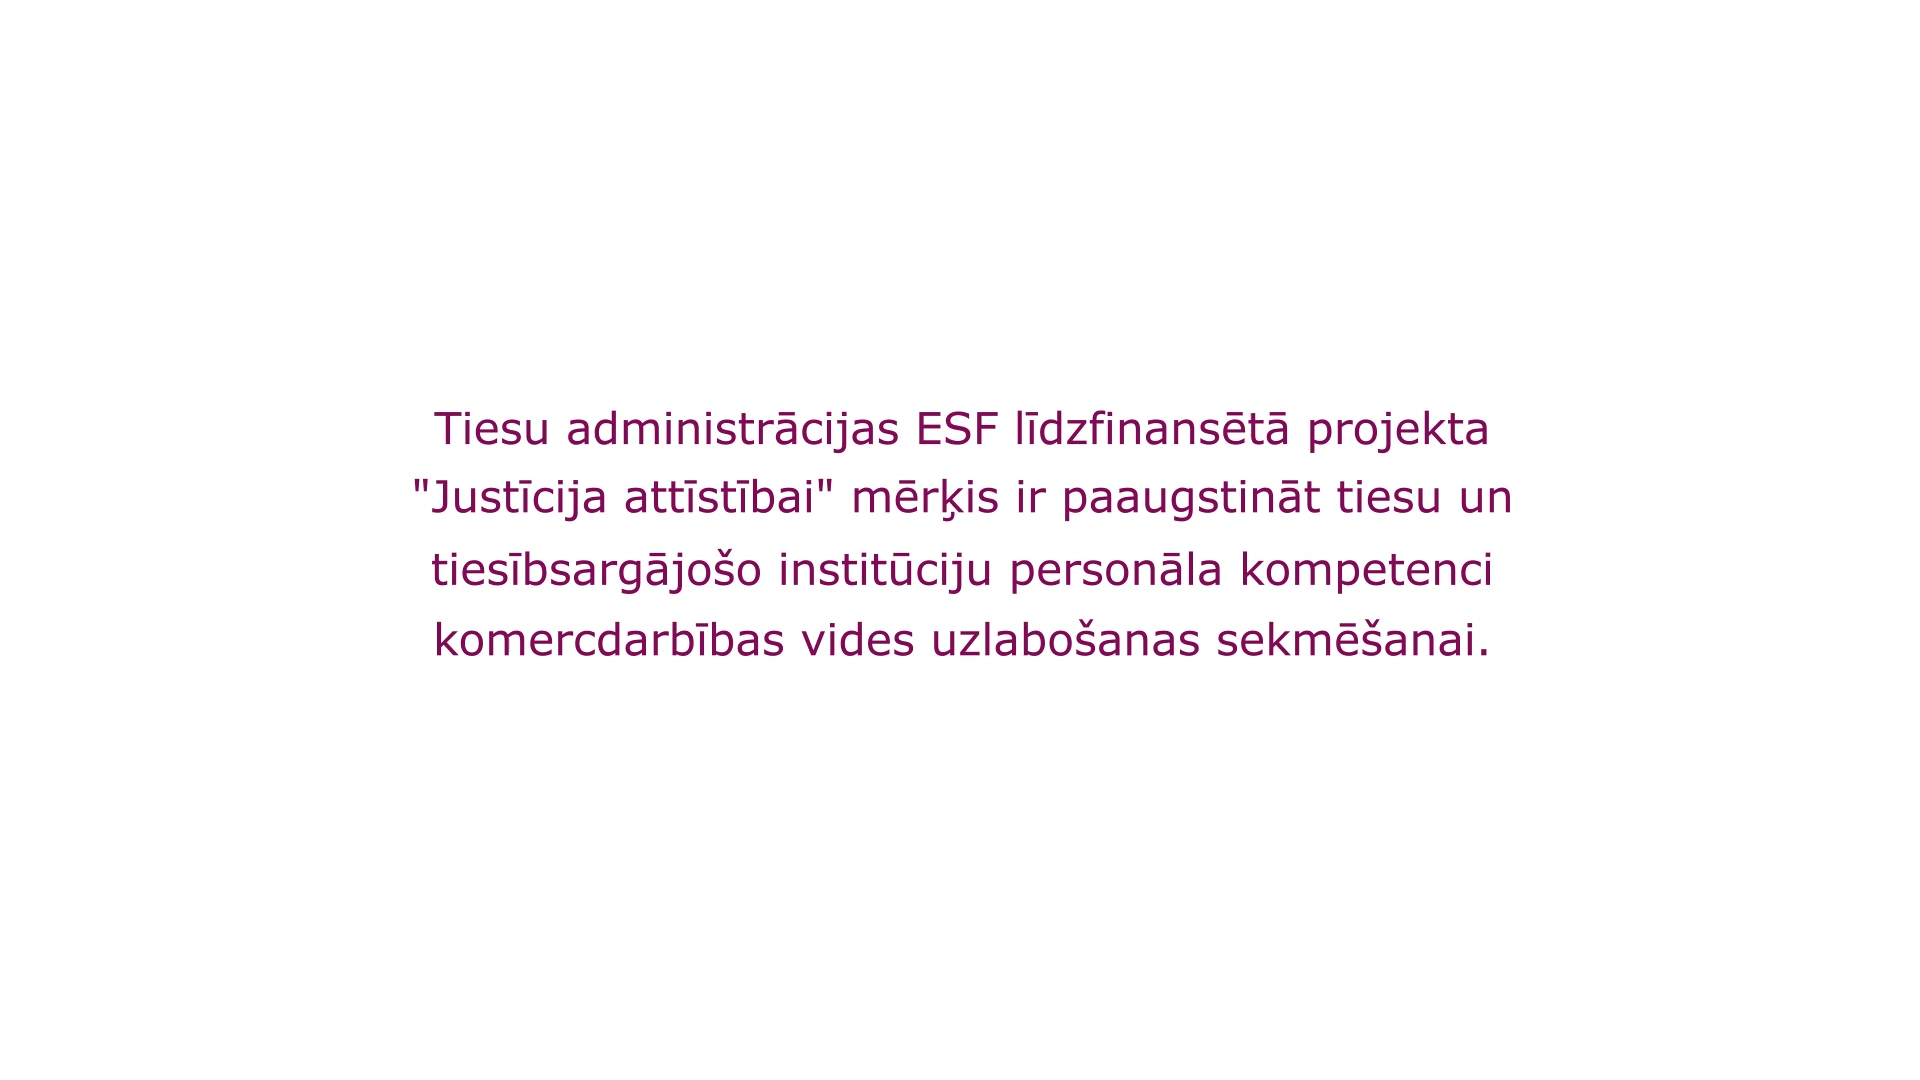 Tiesu administrācijas ESF līdzfinansētā projekta
"Justīcija attīstībai" mērķis ir paaugstināt tiesu un
tiesībsargājošo institūciju personāla kompetenci
komercdarbības vides uzlabošanas sekmēšanai.